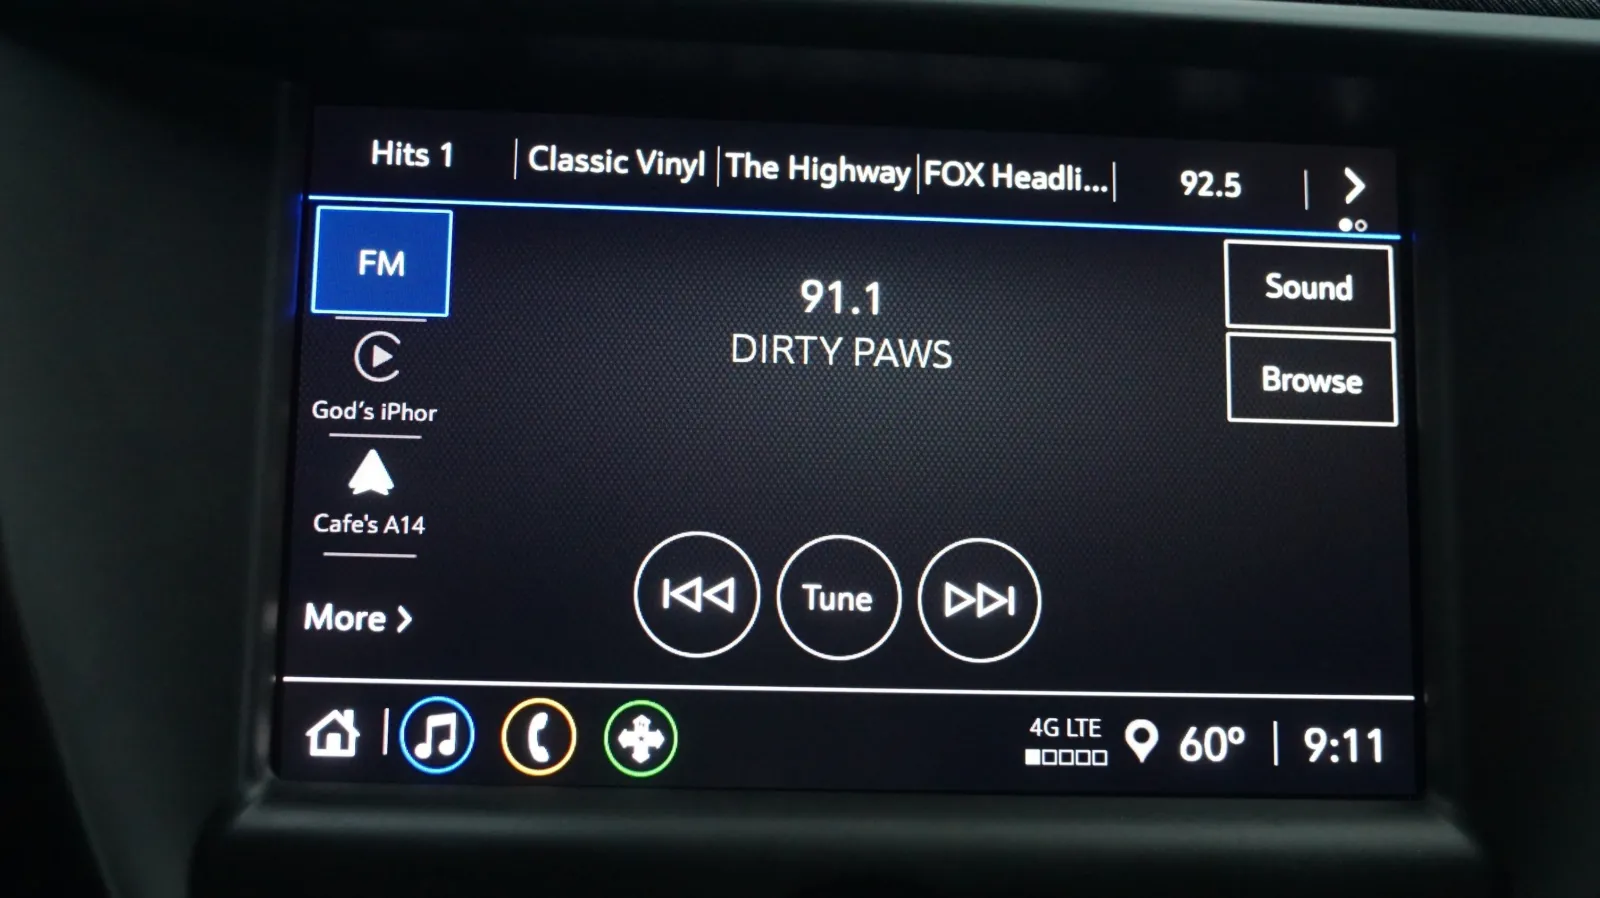 Hits 1 Classic Vinyl The Highway FOX Headli... 92.5
FM
91.1
DIRTY PAWS
Sound
Browse
God's iPhor
Cafe's A14
More
Tune
4G LTE
60° 9:11